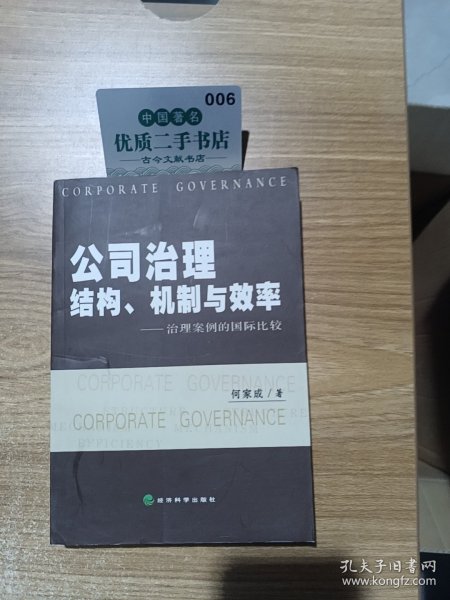 006
中国著名
优质二手书店
古今文献书店
CORPORATE GOVERNANCE
公司治理
结构、机制与效率
——治理案例的国际比较
CORPORATE GOVERNANCE
何家成/著
CORPORATE GOVERNANCE
EFFICIENCY
经济科学出版社
孔夫子旧书网
www.kongfz.com